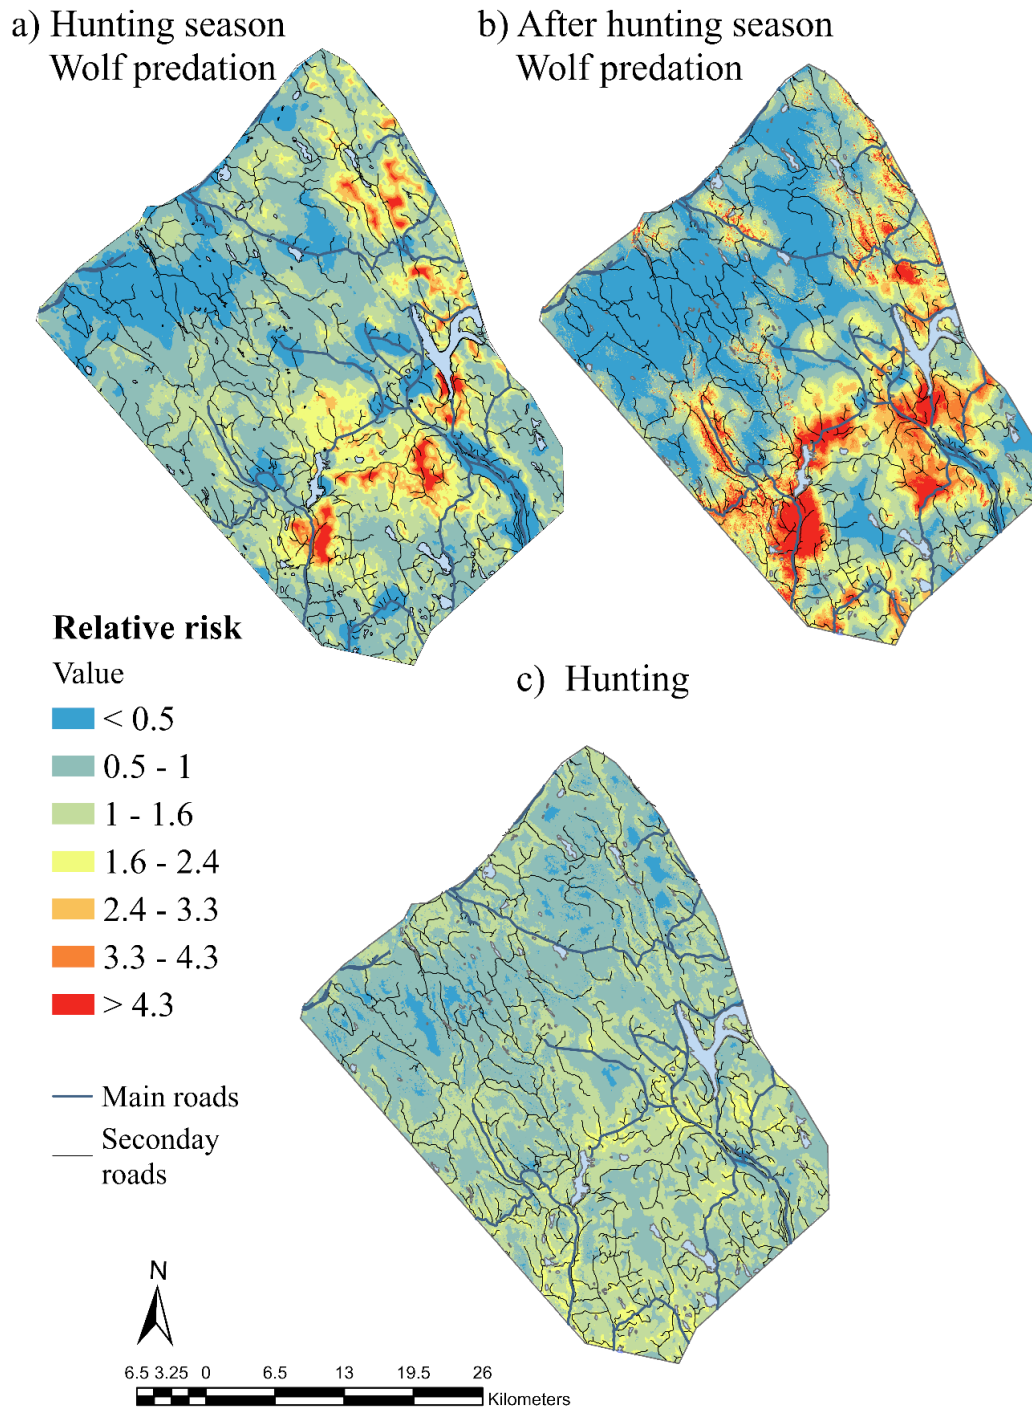 a) Hunting season
Wolf predation
b) After hunting season
Wolf predation
Relative risk
Value
< 0.5
0.5 - 1
1 - 1.6
1.6 - 2.4
2.4 - 3.3
3.3 - 4.3
> 4.3
Main roads
Seconday
roads
c) Hunting
N
6.5 3.25 0 6.5 13 19.5 26
Kilometers